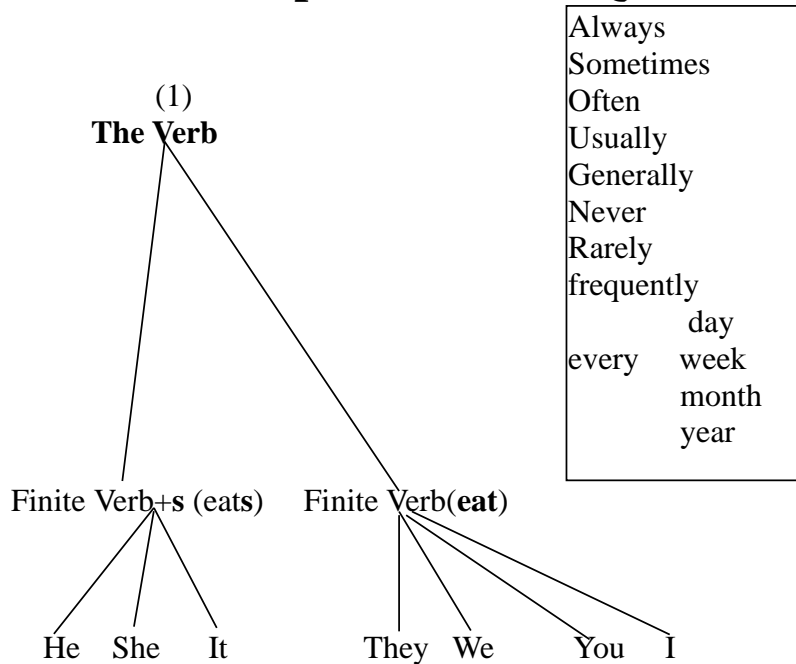 (1)
The Verb
Finite Verb+s (eats)
Finite Verb(eat)
He She It
They We You I
Always
Sometimes
Often
Usually
Generally
Never
Rarely
frequently
day
every week
month
year